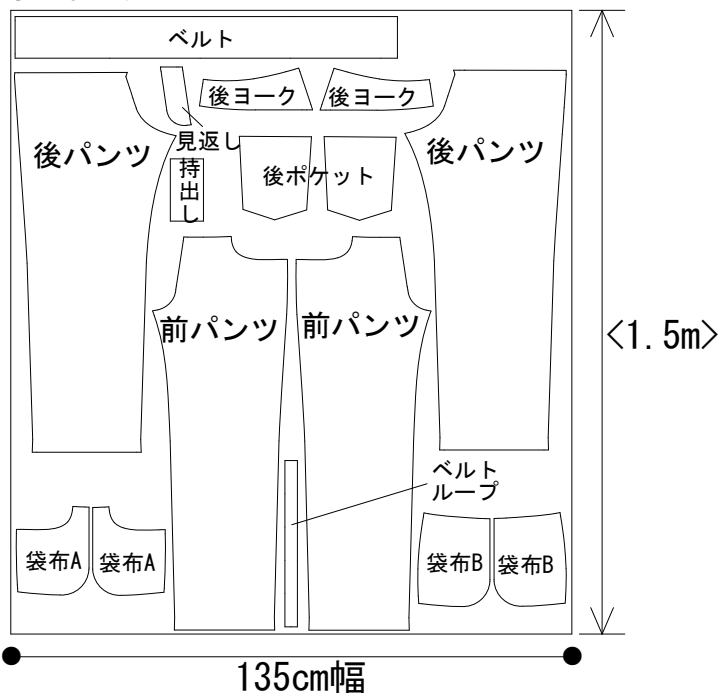 ベルト
後ヨーク
後ヨーク
後パンツ
見返し
後パンツ
持出し
後ポケット
前パンツ
前パンツ
<1.5m>
ベルト
ループ
袋布A
袋布A
袋布B
袋布B
135cm幅